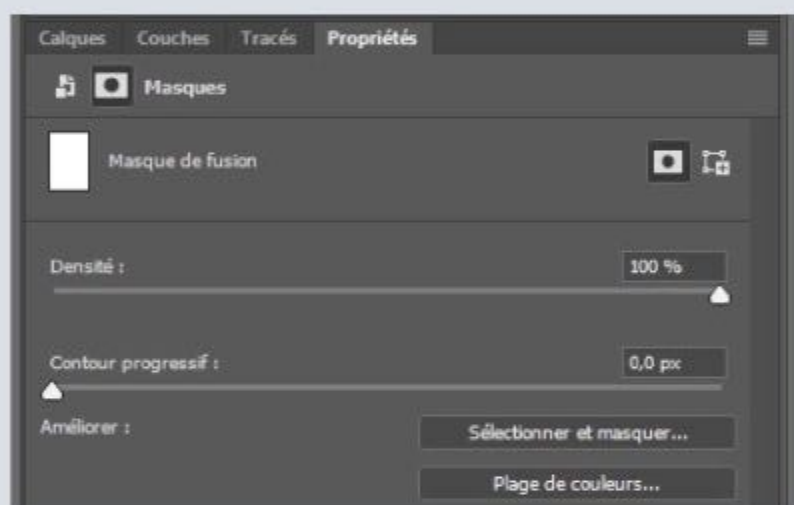 Calques Couches Tracés Propriétés
Masques
Masque de fusion
Densité : 100 %
Contour progressif : 0,0 px
Améliorer : Sélectionner et masquer...
Plage de couleurs...